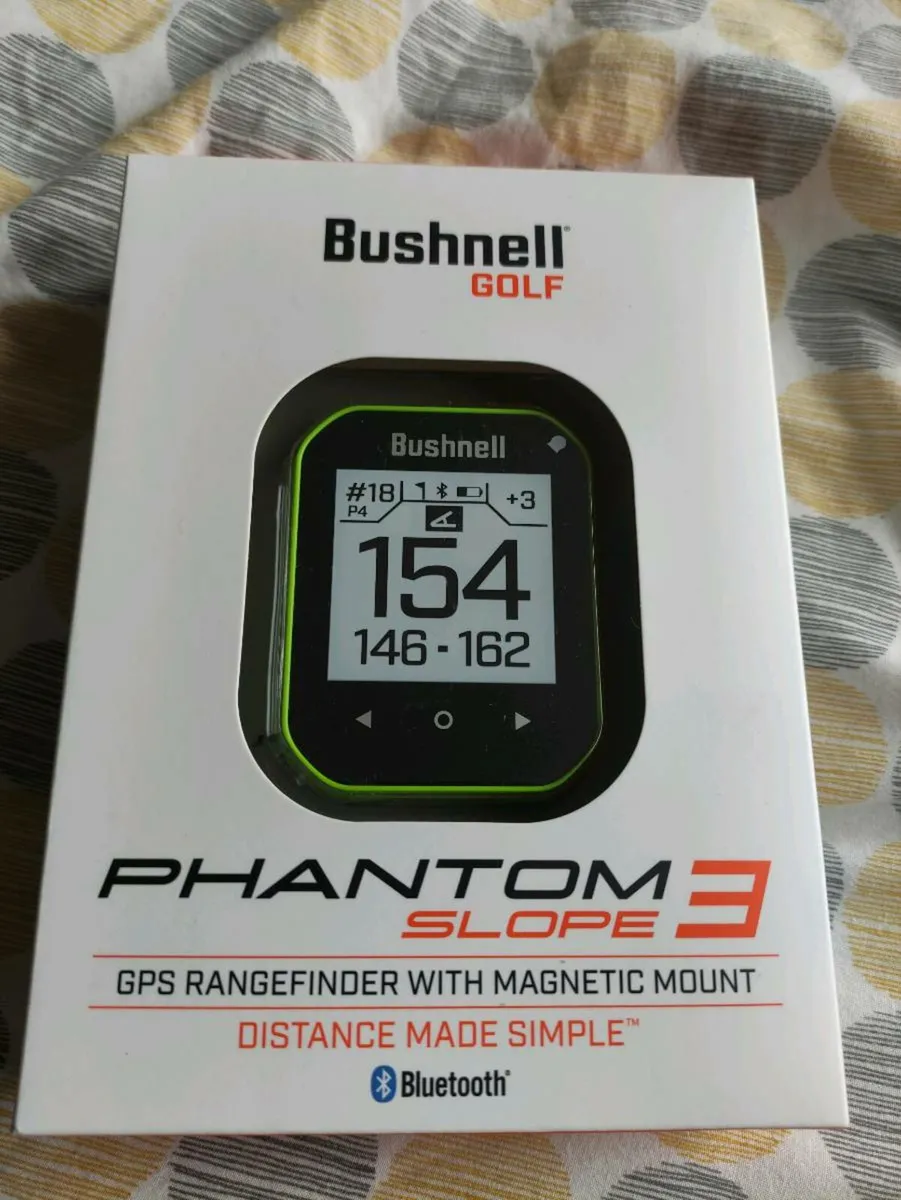 Bushnell®
GOLF
Bushnell
#18 +3
P4
154
146 - 162
PHANTOM 3
SLOPE
GPS RANGEFINDER WITH MAGNETIC MOUNT
DISTANCE MADE SIMPLE™
Bluetooth®